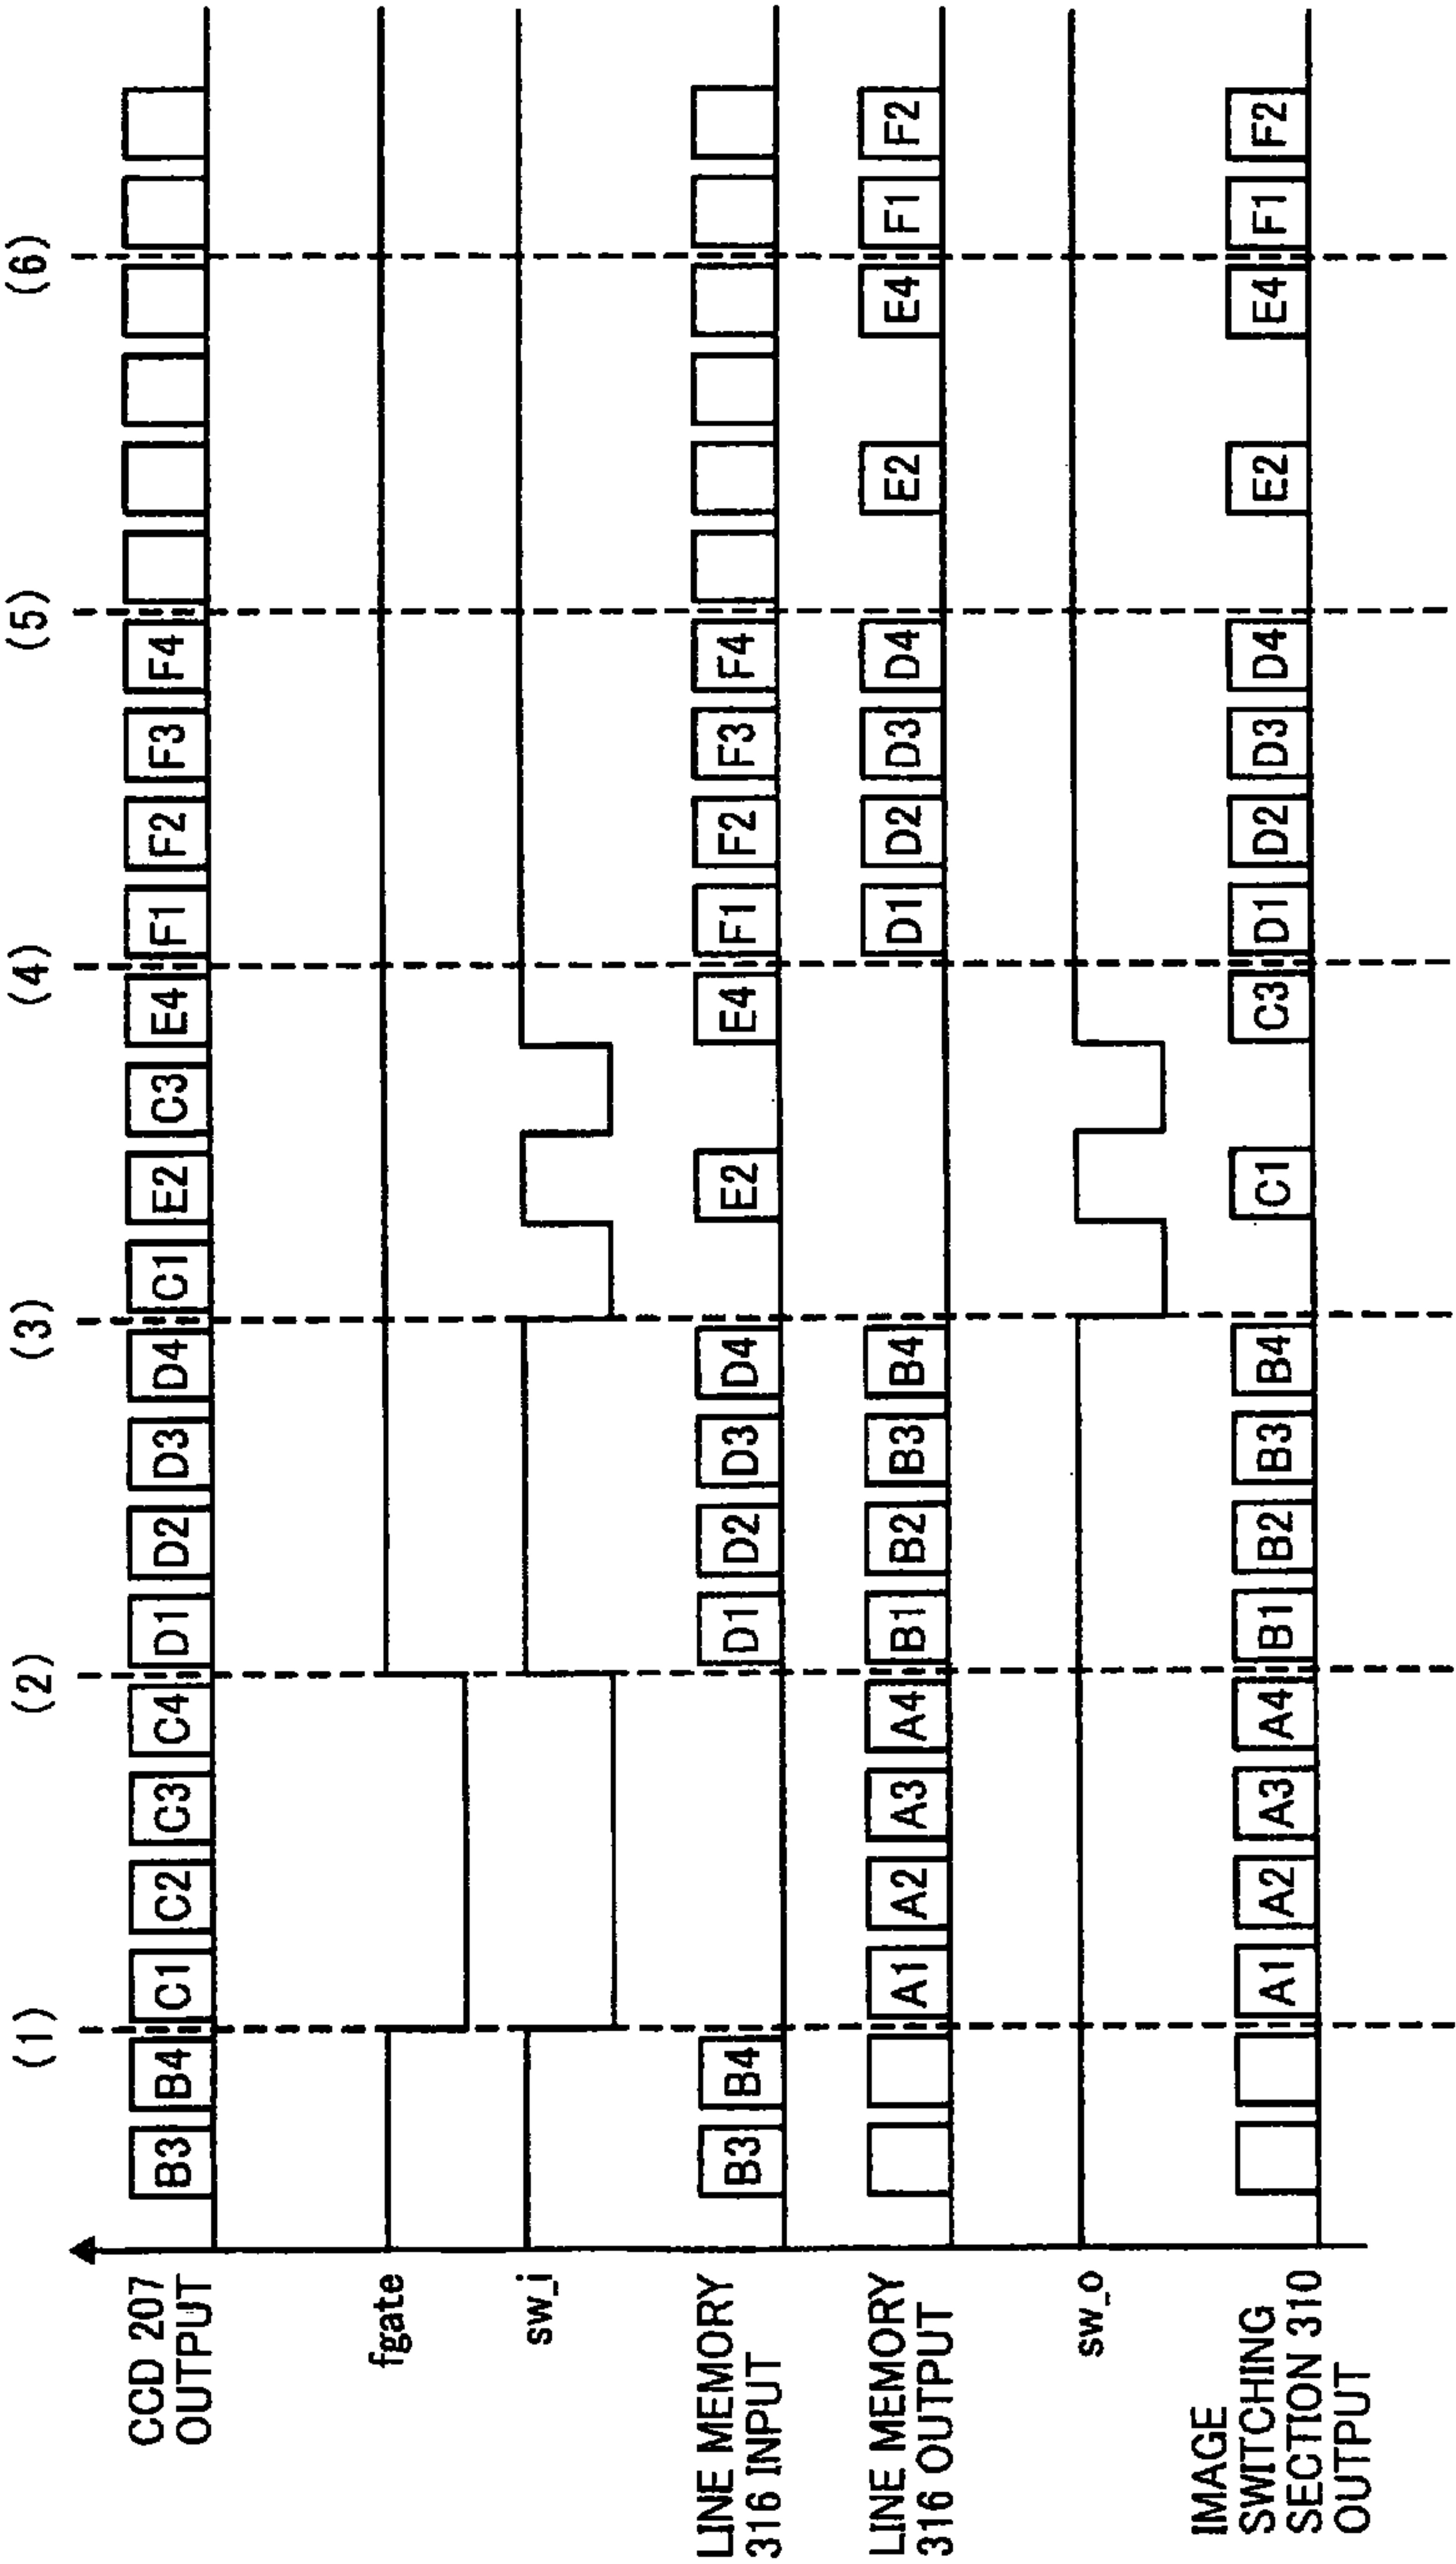 (1) (2) (3) (4) (5) (6)
CCD 207
OUTPUT
B3 B4 C1 C2 C3 C4 D1 D2 D3 D4 C1 E2 C3 E4 F1 F2 F3 F4
fgate
sw_i
LINE MEMORY
316 INPUT
B3 B4 D1 D2 D3 D4 E2 E4 F1 F2 F3 F4
LINE MEMORY
316 OUTPUT
A1 A2 A3 A4 B1 B2 B3 B4 D1 D2 D3 D4 E2 E4 F1 F2
sw_o
IMAGE
SWITCHING
SECTION 310
OUTPUT
A1 A2 A3 A4 B1 B2 B3 B4 C1 C3 D1 D2 D3 D4 E2 E4 F1 F2